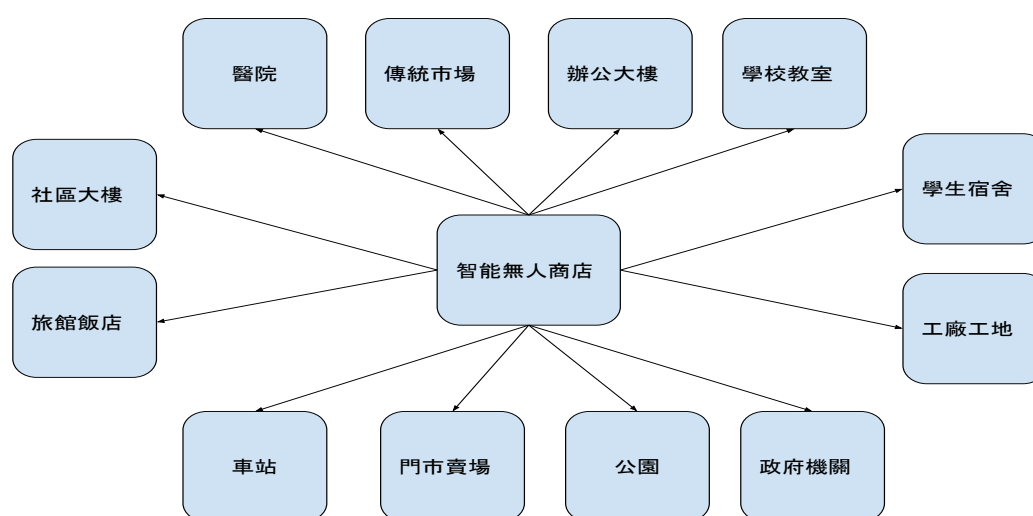 醫院
傳統市場
辦公大樓
學校教室
社區大樓
學生宿舍
智能無人商店
旅館飯店
工廠工地
車站
門市賣場
公園
政府機關